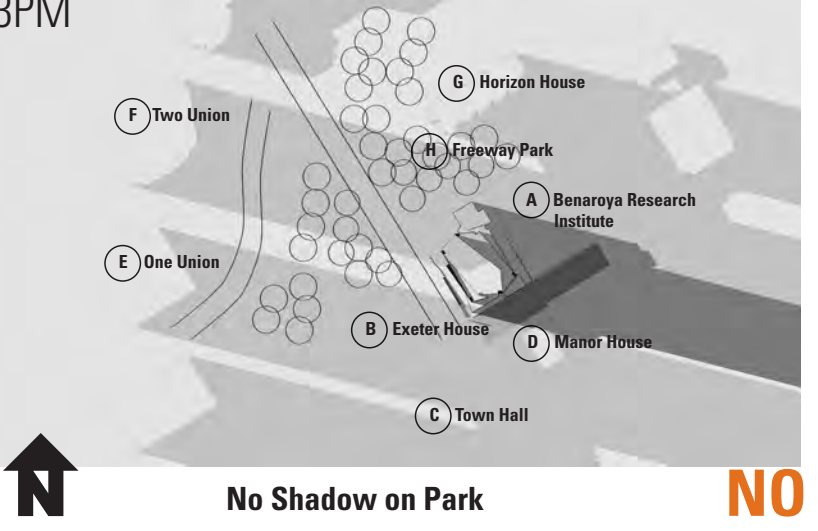 3PM
G Horizon House
F Two Union
H Freeway Park
A Benaroya Research
Institute
E One Union
B Exeter House
D Manor House
C Town Hall
N
No Shadow on Park
NO